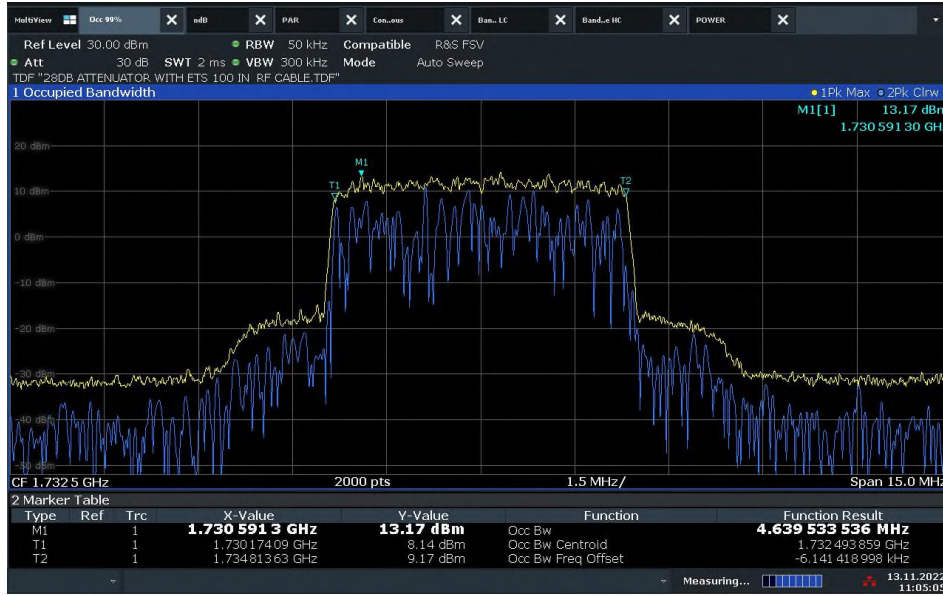 MultiView Occ 99% ndB PAR Con..ous Ban.. LC Band..e HC POWER
Ref Level 30.00 dBm RBW 50 kHz Compatible R&S FSV
Att 30 dB SWT 2 ms VBW 300 kHz Mode Auto Sweep
TDF "28DB ATTENUATOR WITH ETS 100 IN RF CABLE.TDF"
1 Occupied Bandwidth 1Pk Max 2Pk Clrw
M1[1] 13.17 dBm
1.730 591 30 GH
20 dBm
M1
T1 T2
10 dBm
0 dBm
-10 dBm
-20 dBm
-30 dBm
-40 dBm
-50 dBm
CF 1.732 5 GHz 2000 pts 1.5 MHz/ Span 15.0 MHz
2 Marker Table
Type Ref Trc X-Value Y-Value Function Function Result
M1 1 1.730 591 3 GHz 13.17 dBm Occ Bw 4.639 533 536 MHz
T1 1 1.730 174 09 GHz 8.14 dBm Occ Bw Centroid 1.732 493 859 GHz
T2 1 1.734 813 63 GHz 9.17 dBm Occ Bw Freq Offset -6.141 418 998 kHz
Measuring... 13.11.2022
11:05:05